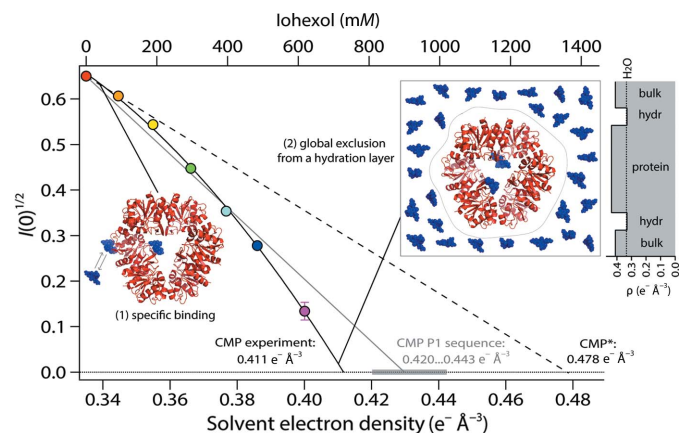 Iohexol (mM)
0 200 400 600 800 1000 1200 1400
I(0)1/2
0.6
0.5
0.4
0.3
0.2
0.1
0.0
(2) global exclusion
from a hydration layer
(1) specific binding
CMP experiment:
0.411 e– Å–3
CMP P1 sequence:
0.420...0.443 e– Å–3
CMP*:
0.478 e– Å–3
0.34 0.36 0.38 0.40 0.42 0.44 0.46 0.48
Solvent electron density (e– Å–3)
H2O
bulk
hydr
protein
hydr
bulk
0.4 0.3 0.2 0.1 0.0
ρ (e– Å–3)